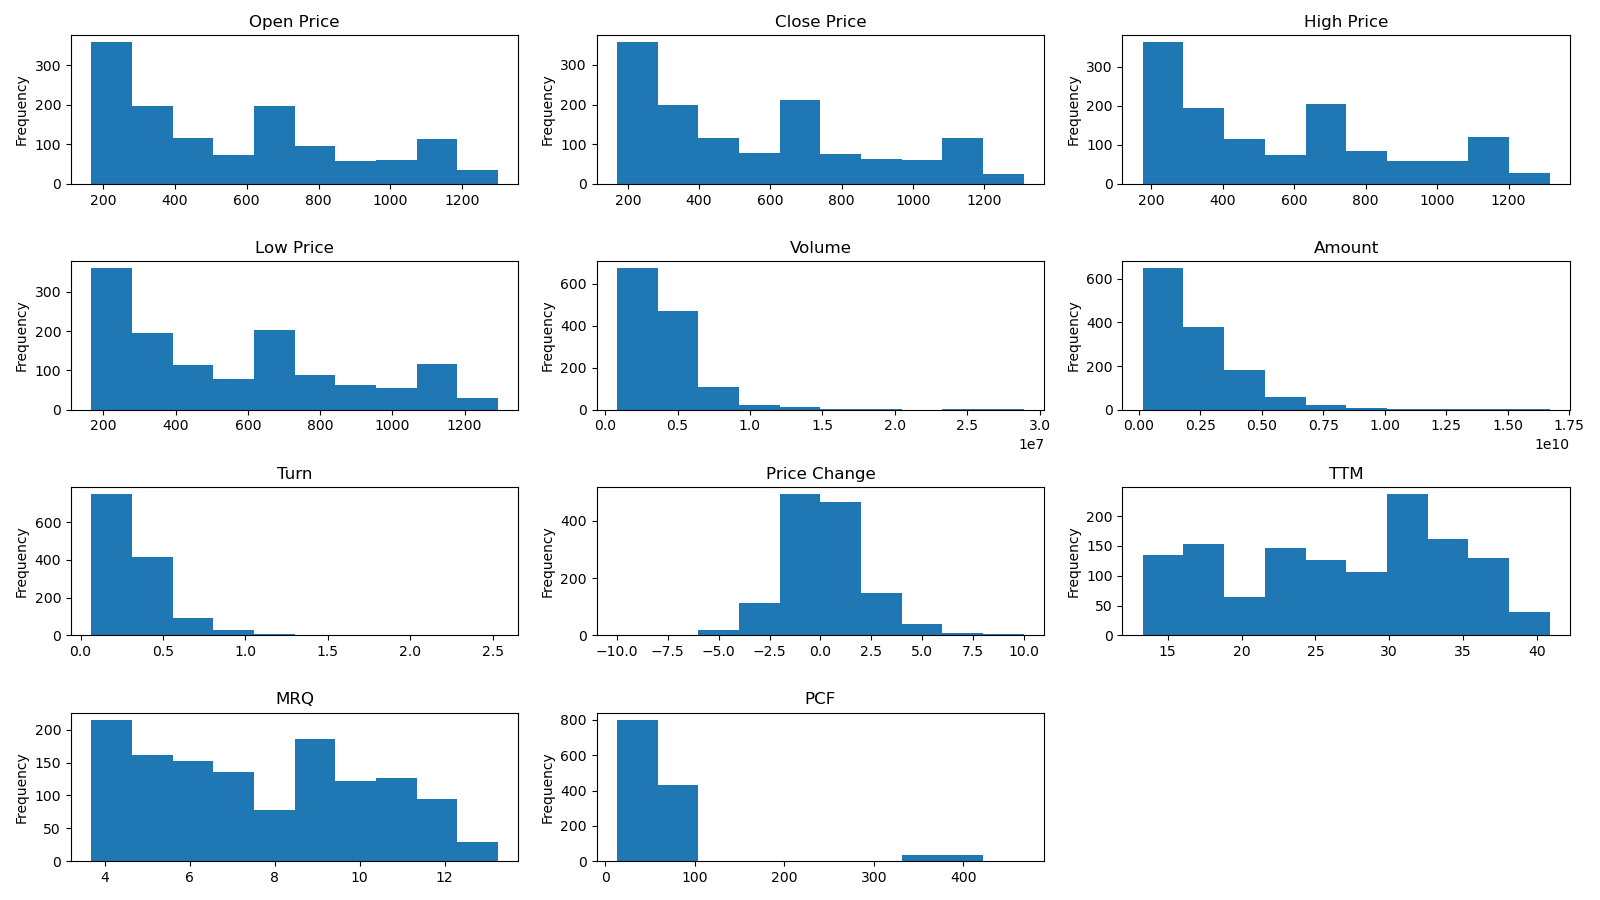 Open Price
Close Price
High Price
Frequency
300
200
100
0
200 400 600 800 1000 1200
Frequency
300
200
100
0
200 400 600 800 1000 1200
Frequency
300
200
100
0
200 400 600 800 1000 1200
Low Price
Volume
Amount
Frequency
300
200
100
0
200 400 600 800 1000 1200
Frequency
600
400
200
0
0.0 0.5 1.0 1.5 2.0 2.5 3.0
1e7
Frequency
600
400
200
0
0.00 0.25 0.50 0.75 1.00 1.25 1.50 1.75
1e10
Turn
Price Change
TTM
Frequency
600
400
200
0
0.0 0.5 1.0 1.5 2.0 2.5
Frequency
400
200
0
−10.0 −7.5 −5.0 −2.5 0.0 2.5 5.0 7.5 10.0
Frequency
200
150
100
50
0
15 20 25 30 35 40
MRQ
PCF
Frequency
200
150
100
50
0
4 6 8 10 12
Frequency
800
600
400
200
0
0 100 200 300 400